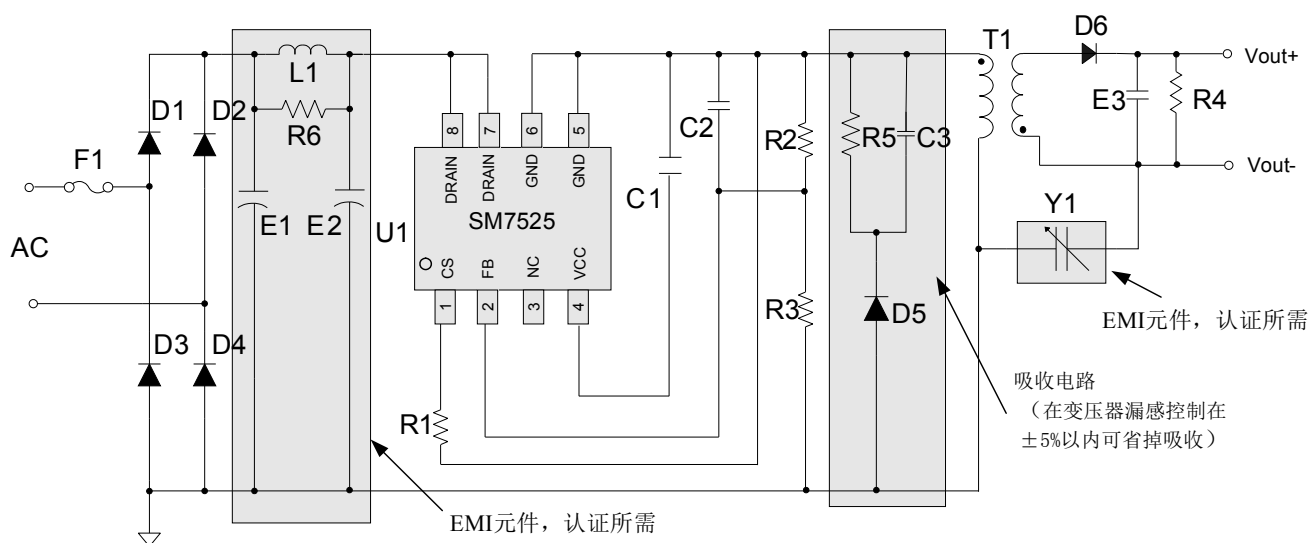 D6
T1
Vout+
L1
D1
D2
E3
R4
R6
C2
R2
R5
C3
F1
8
7
6
5
DRAIN
DRAIN
GND
GND
C1
Vout-
Y1
E1
E2
U1
SM7525
AC
CS
FB
NC
VCC
1
2
3
4
R3
D5
EMI元件，认证所需
D3
D4
吸收电路
（在变压器漏感控制在
±5%以内可省掉吸收）
R1
EMI元件，认证所需